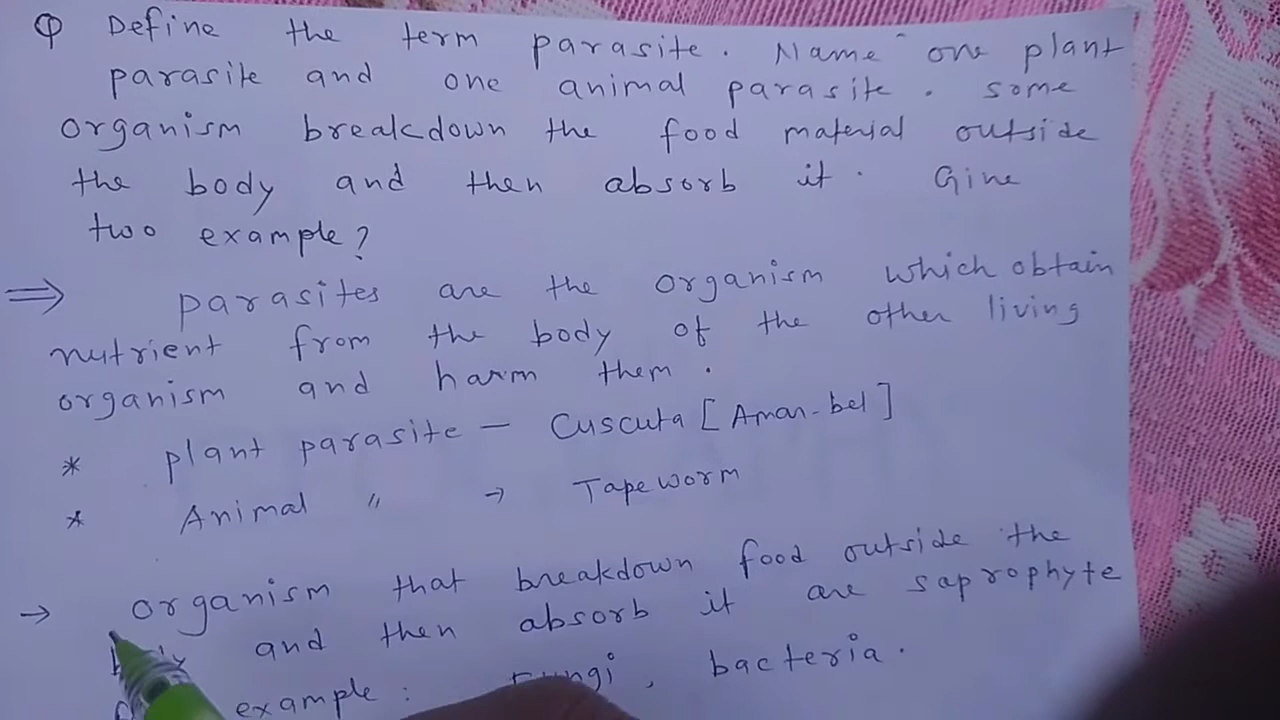 Q Define the term parasite. Name one plant
parasite and one animal parasite. some
organism breakdown the food material outside
the body and then absorb it. Give
two example?
⇒ parasites are the organism which obtain
nutrient from the body of the other living
organism and harm them.
* plant parasite - Cuscuta [Amar-bel]
* Animal " → Tapeworm
→ organism that breakdown food outside the
body and then absorb it are saprophyte
example: Fungi, bacteria.